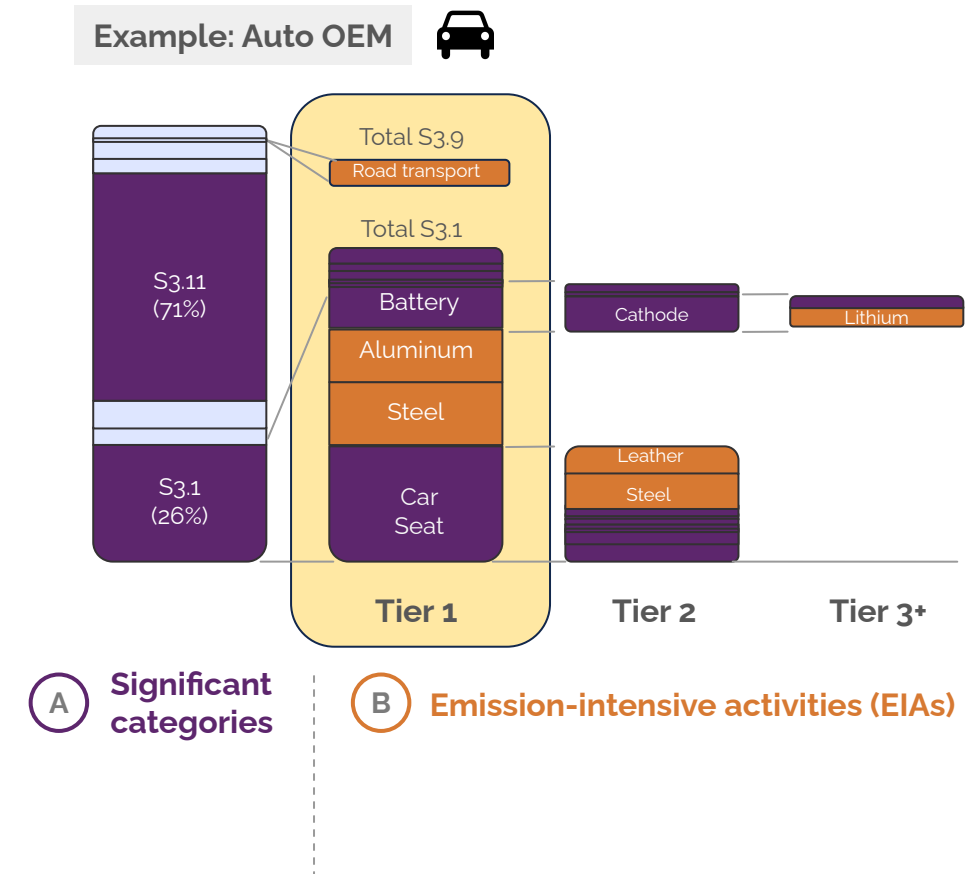 Example: Auto OEM
Total S3.9
Road transport
Total S3.1
S3.11
(71%)
Battery
Cathode
Lithium
Aluminum
Steel
Leather
Steel
S3.1
(26%)
Car
Seat
Tier 1
Tier 2
Tier 3+
A
Significant
categories
B
Emission-intensive activities (EIAs)